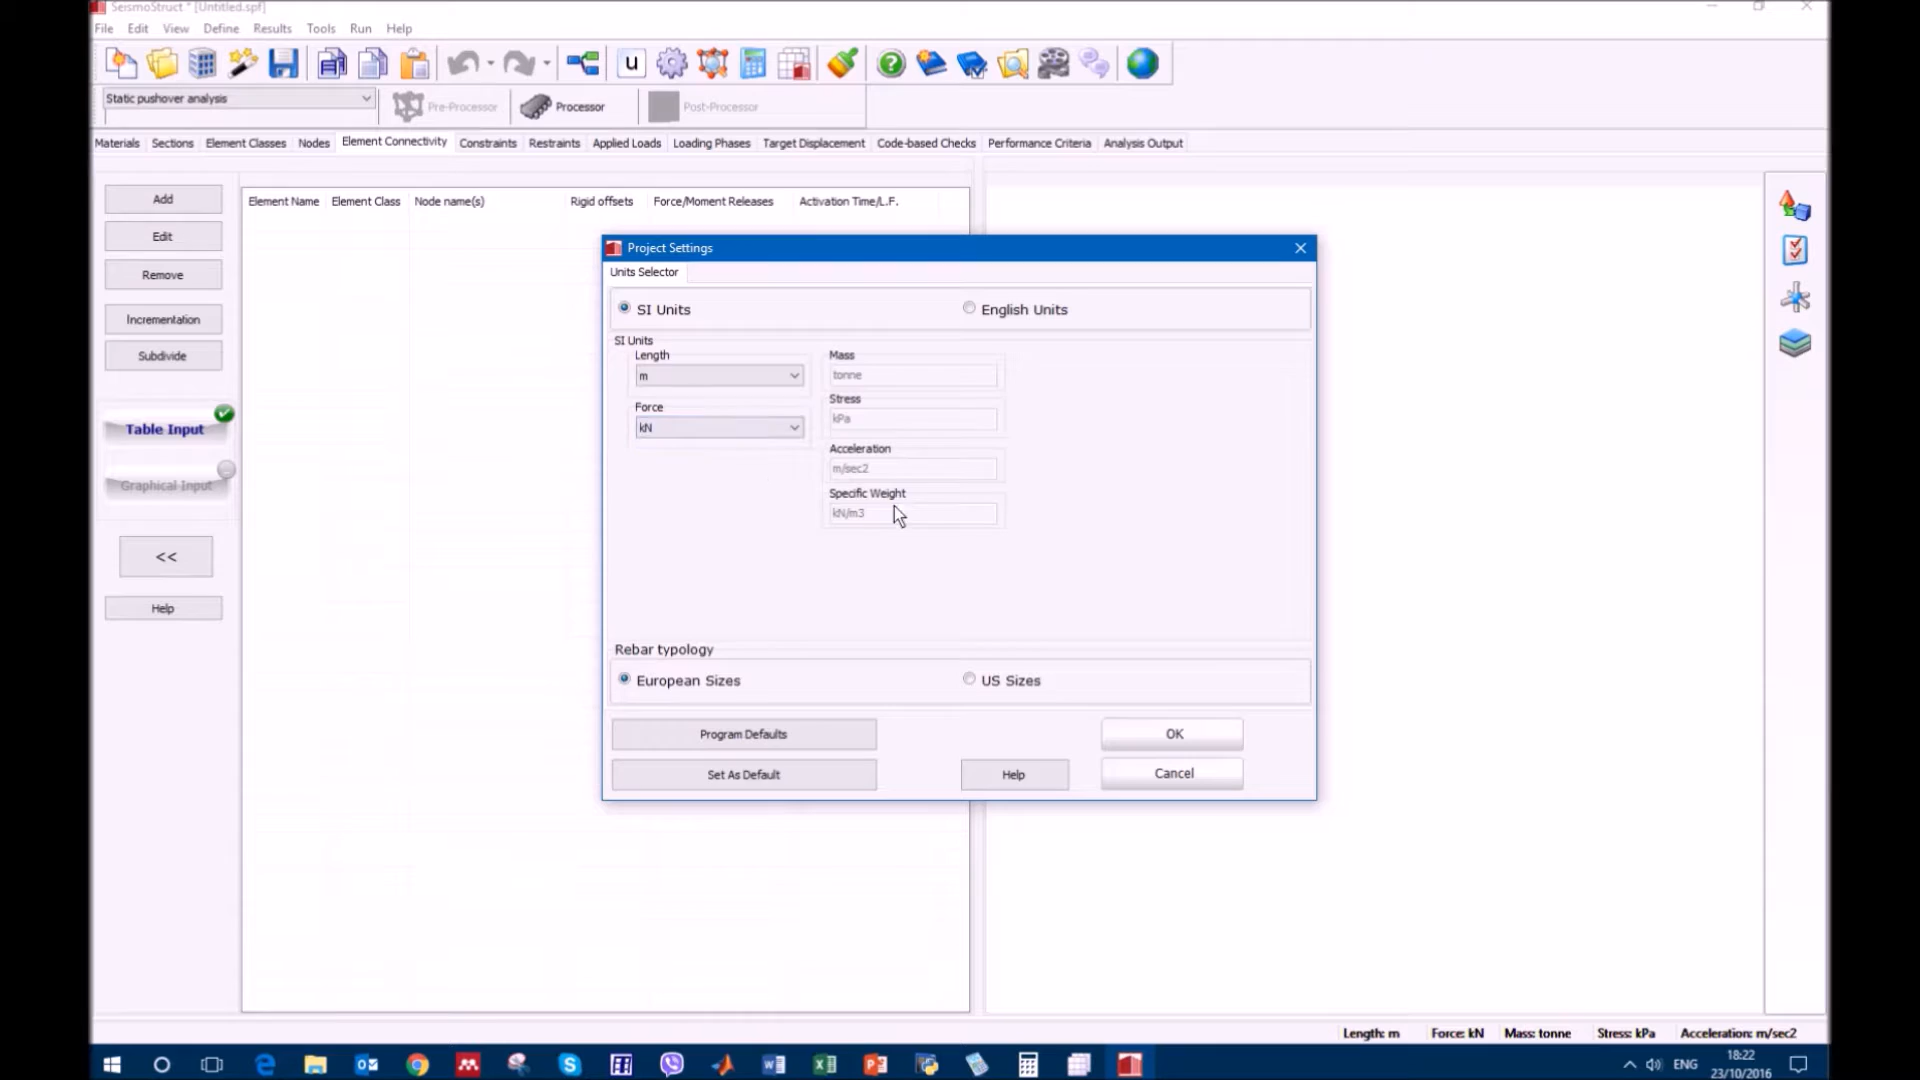 SeismoStruct * [Untitled.spf]
File Edit View Define Results Tools Run Help
u
Static pushover analysis
Pre-Processor
Processor
Post-Processor
Materials Sections Element Classes Nodes Element Connectivity Constraints Restraints Applied Loads Loading Phases Target Displacement Code-based Checks Performance Criteria Analysis Output
Add
Edit
Remove
Incrementation
Subdivide
Table Input
Graphical Input
<<
Help
Element Name Element Class Node name(s) Rigid offsets Force/Moment Releases Activation Time/L.F.
Project Settings
Units Selector
SI Units
English Units
SI Units
Length
m
Force
kN
Mass
tonne
Stress
kPa
Acceleration
m/sec2
Specific Weight
kN/m3
Rebar typology
European Sizes
US Sizes
Program Defaults
OK
Set As Default
Help
Cancel
Length: m Force: kN Mass: tonne Stress: kPa Acceleration: m/sec2
ENG
18:22
23/10/2016